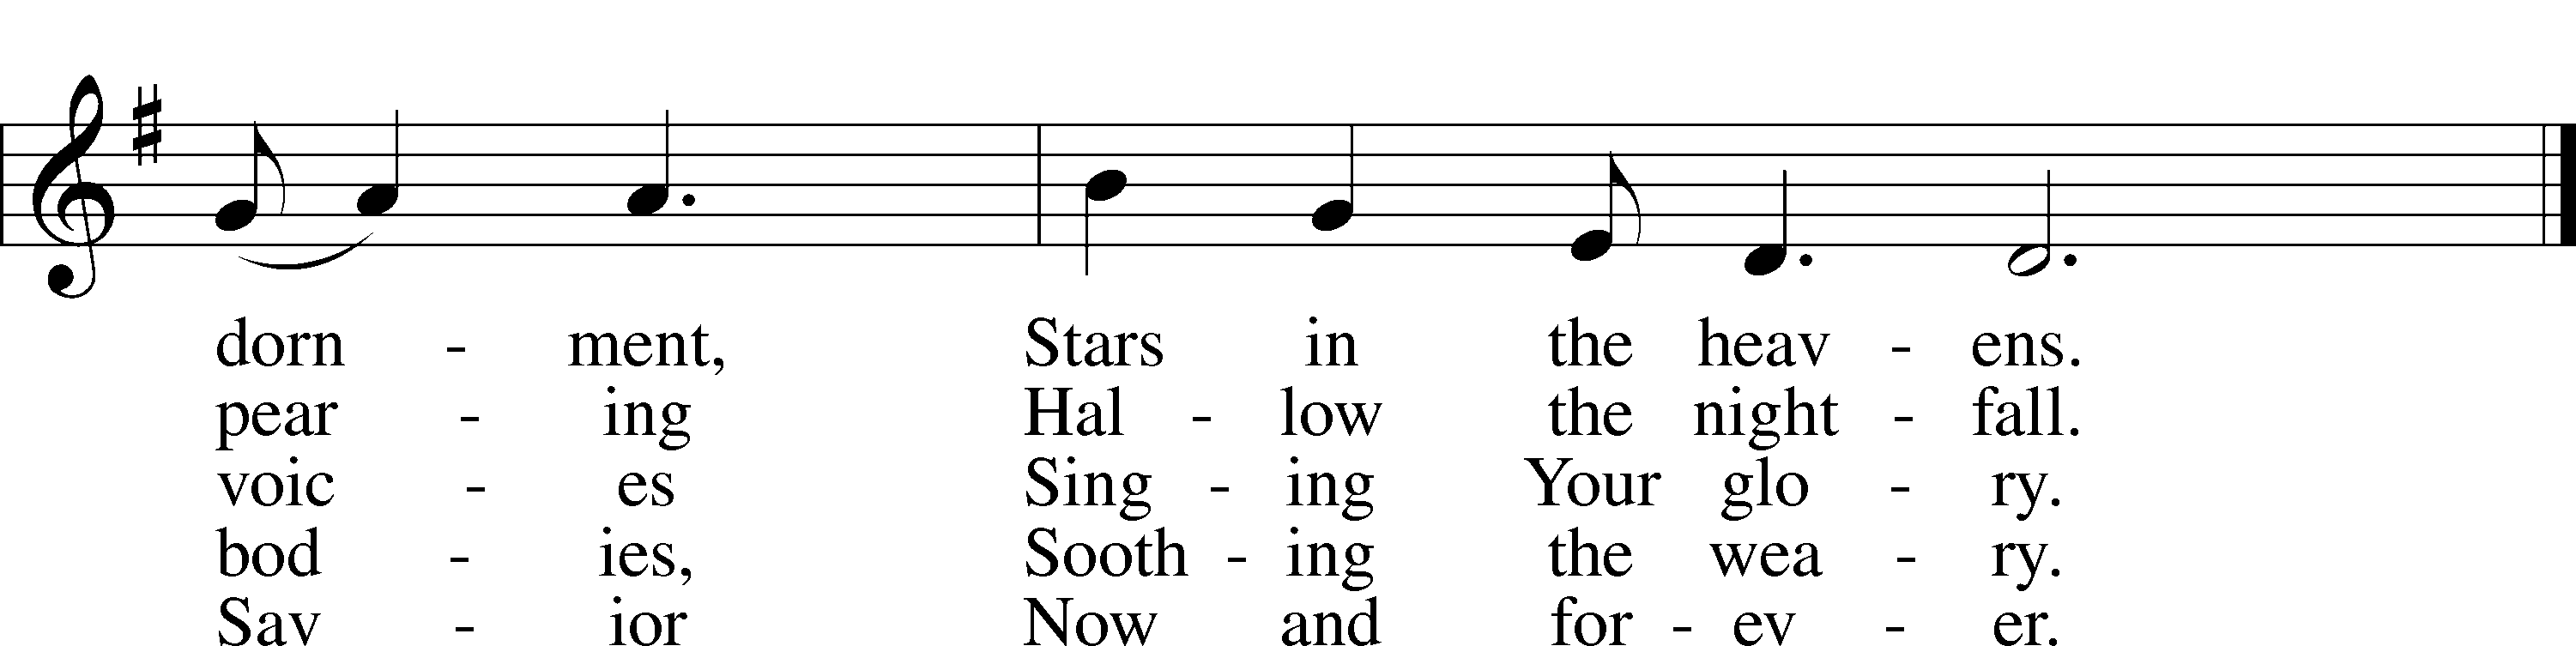 dorn - ment, Stars in the heav - ens.
pear - ing Hal - low the night - fall.
voic - es Sing - ing Your glo - ry.
bod - ies, Sooth - ing the wea - ry.
Sav - ior Now and for - ev - er.